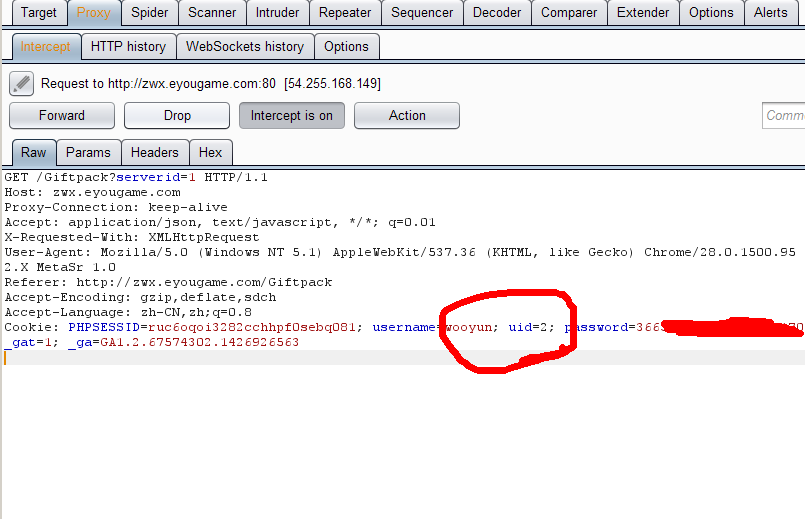 Target Proxy Spider Scanner Intruder Repeater Sequencer Decoder Comparer Extender Options Alerts
Intercept HTTP history WebSockets history Options
Request to http://zwx.eyougame.com:80 [54.255.168.149]
Forward Drop Intercept is on Action
Raw Params Headers Hex
GET /Giftpack?serverid=1 HTTP/1.1
Host: zwx.eyougame.com
Proxy-Connection: keep-alive
Accept: application/json, text/javascript, */*; q=0.01
X-Requested-With: XMLHttpRequest
User-Agent: Mozilla/5.0 (Windows NT 5.1) AppleWebKit/537.36 (KHTML, like Gecko) Chrome/28.0.1500.95
2.X MetaSr 1.0
Referer: http://zwx.eyougame.com/Giftpack
Accept-Encoding: gzip,deflate,sdch
Accept-Language: zh-CN,zh;q=0.8
Cookie: PHPSESSID=ruc6oqoi3282cchhpf0sebq081; username=wooyun; uid=2; password=366
_gat=1; _ga=GA1.2.67574302.1426926563